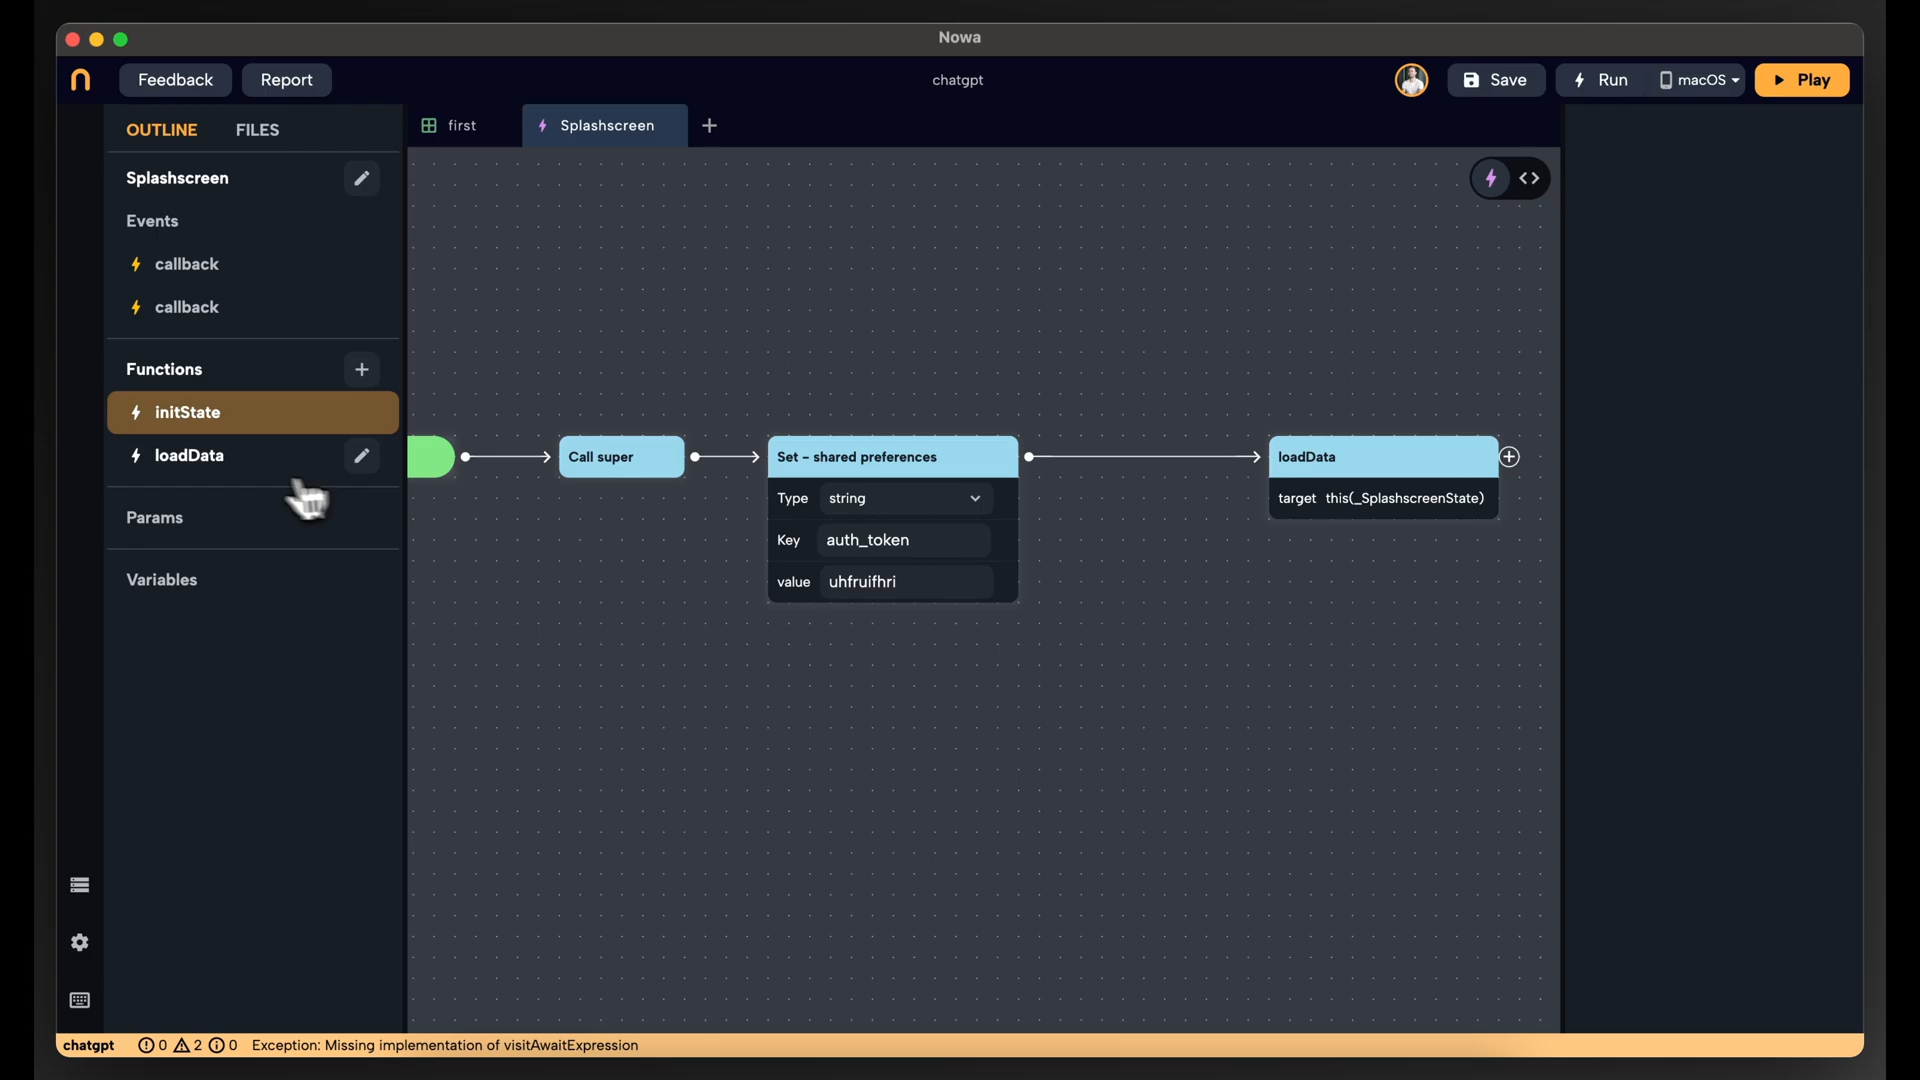 Nowa
Feedback
Report
chatgpt
Save
Run
macOS
Play
OUTLINE
FILES
first
Splashscreen
Splashscreen
Events
callback
callback
Functions
initState
loadData
Params
Variables
Call super
Set - shared preferences
Type string
Key auth_token
value uhfruifhri
loadData
target this(_SplashscreenState)
chatgpt 0 2 0 Exception: Missing implementation of visitAwaitExpression